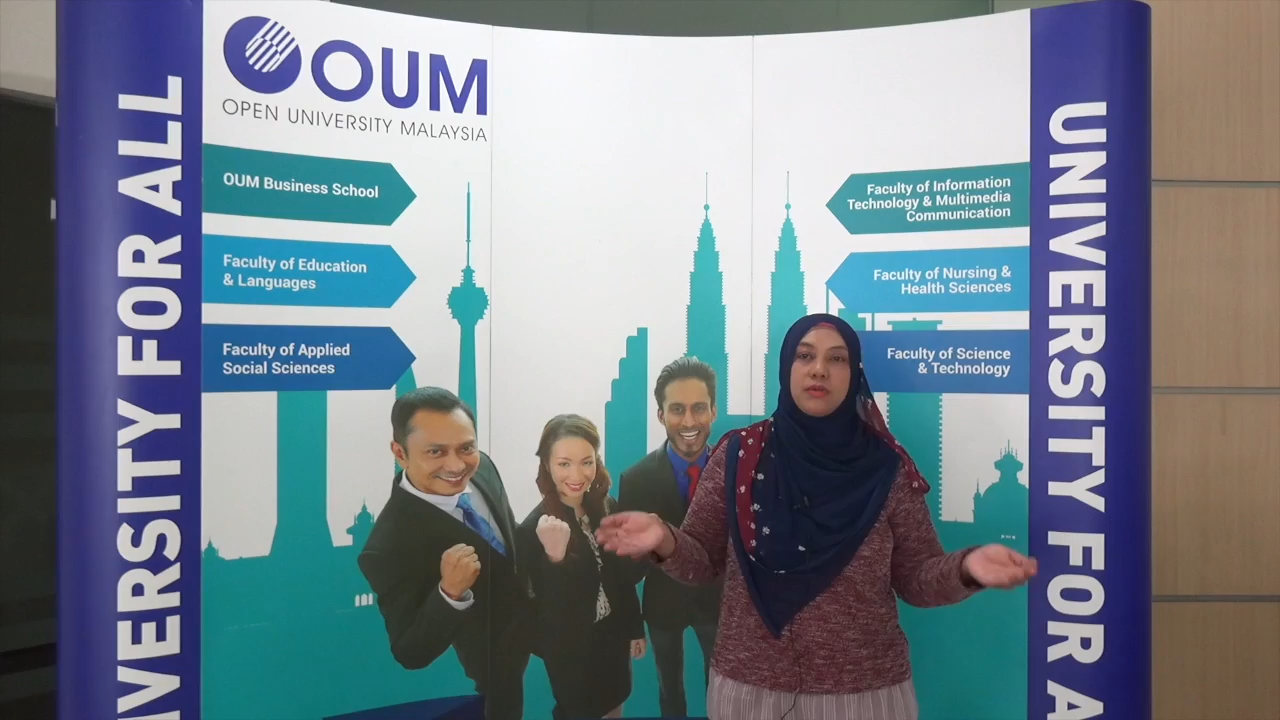 OUM
OPEN UNIVERSITY MALAYSIA
OUM Business School
Faculty of Education
& Languages
Faculty of Applied
Social Sciences
Faculty of Information
Technology & Multimedia
Communication
Faculty of Nursing &
Health Sciences
Faculty of Science
& Technology
IVERSITY FOR ALL
UNIVERSITY FOR A